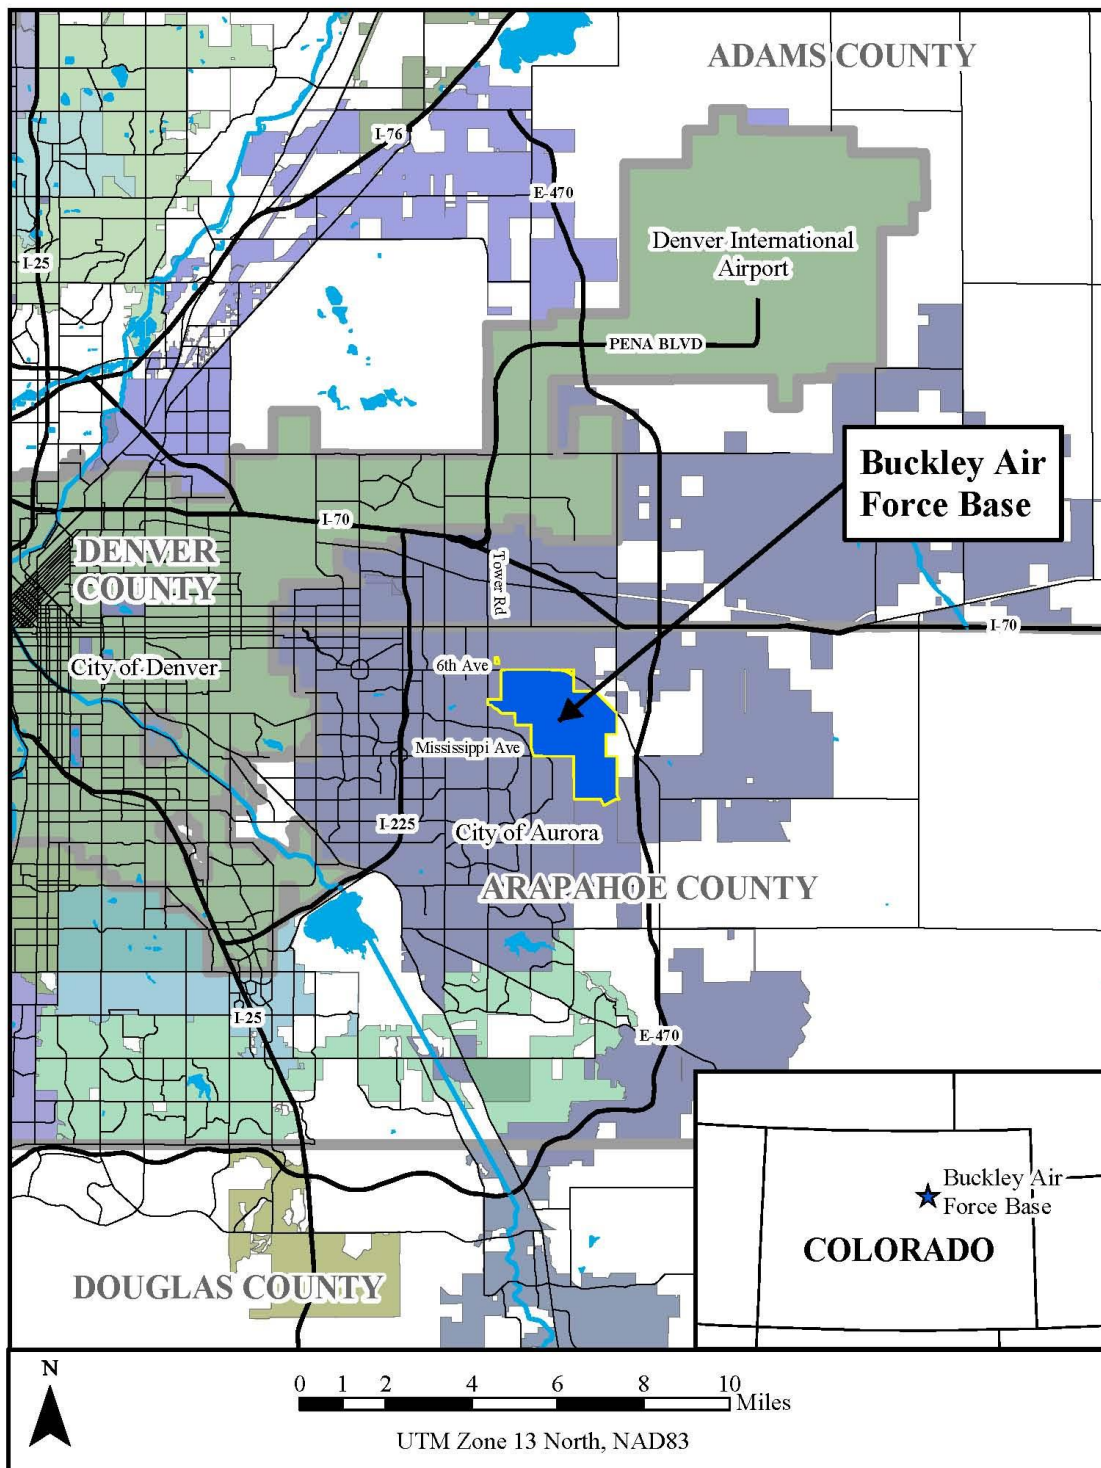 ADAMS COUNTY
I-76
E-470
Denver International
Airport
I-25
PENA BLVD
Buckley Air
Force Base
I-70
DENVER
COUNTY
Tower Rd
I-70
6th Ave
City of Denver
Mississippi Ave
I-225
City of Aurora
ARAPAHOE COUNTY
I-25
E-470
Buckley Air
Force Base
COLORADO
DOUGLAS COUNTY
N
0 1 2 4 6 8 10
Miles
UTM Zone 13 North, NAD83